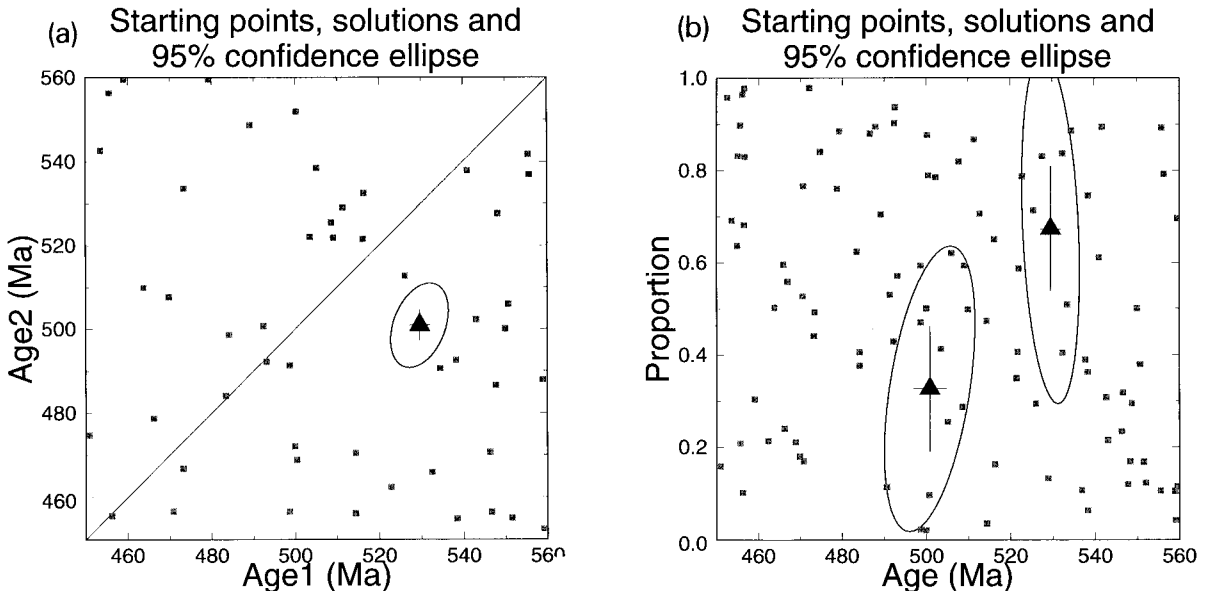 (a) Starting points, solutions and
95% confidence ellipse
560
540
520
500
480
460
Age2 (Ma)
460 480 500 520 540 560
Age1 (Ma)
(b) Starting points, solutions and
95% confidence ellipse
1.0
0.8
0.6
0.4
0.2
0.0
Proportion
460 480 500 520 540 560
Age (Ma)